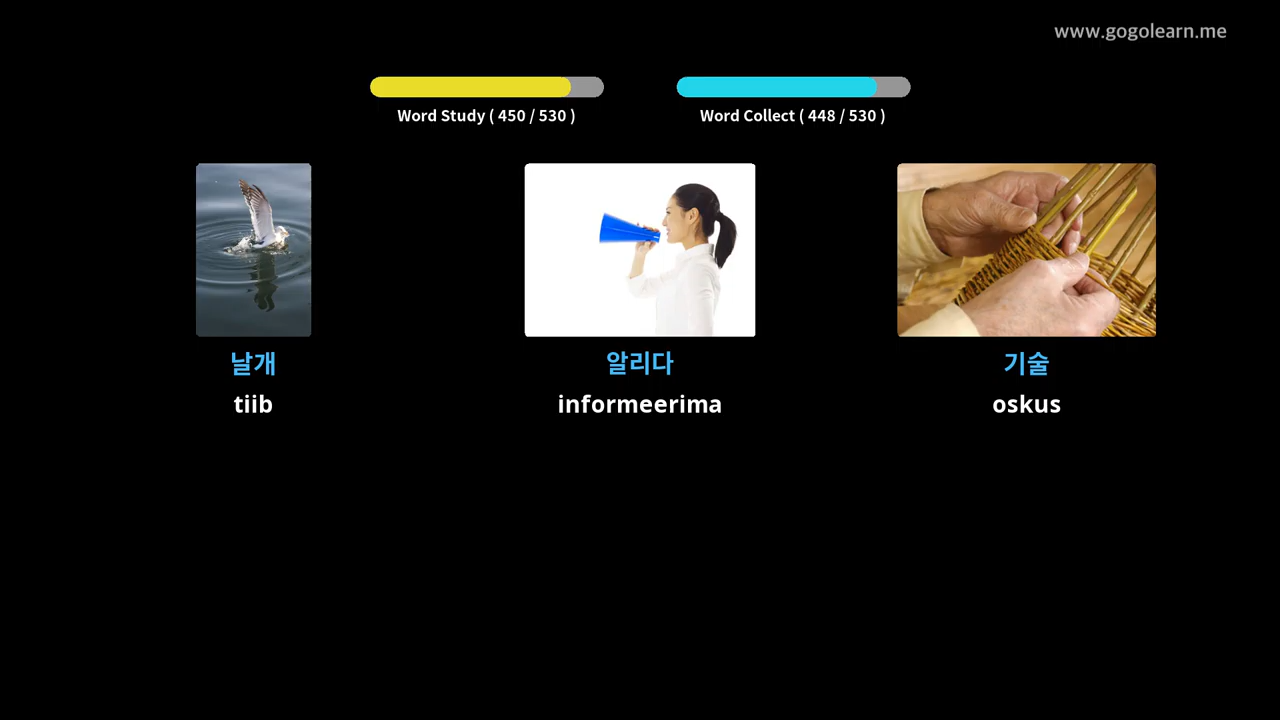 www.gogolearn.me
Word Study ( 450 / 530 )
Word Collect ( 448 / 530 )
날개
tiib
알리다
informeerima
기술
oskus